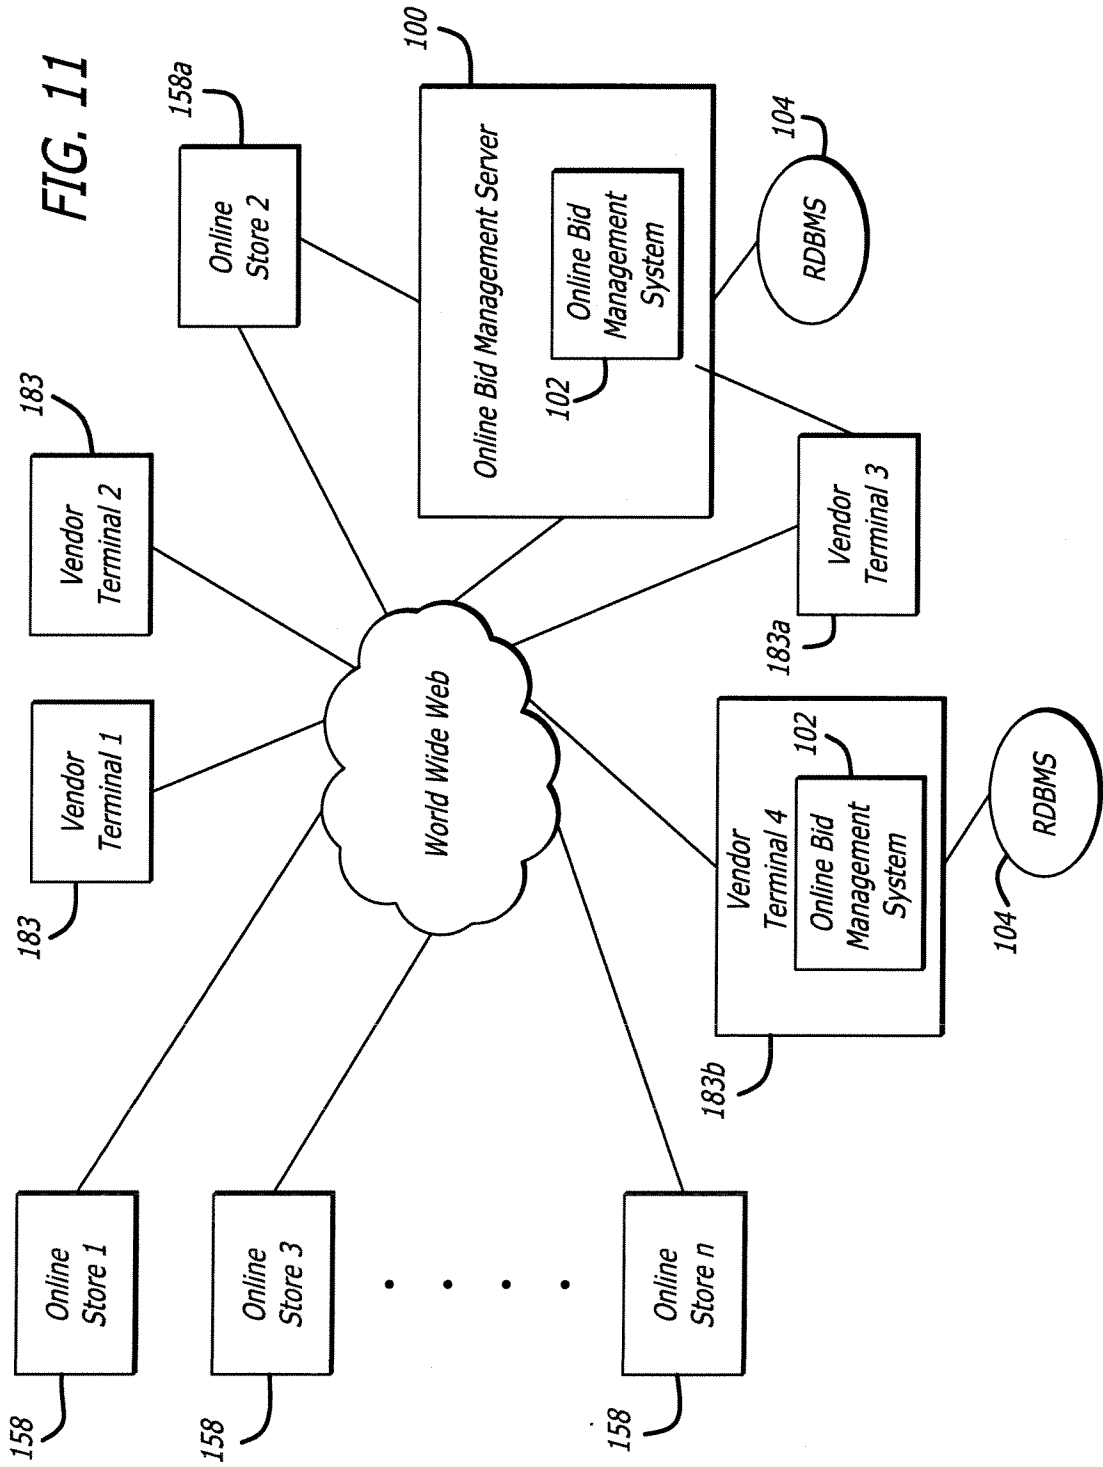 FIG. 11
158
Online
Store 1
158
Online
Store 3
158
Online
Store n
183
Vendor
Terminal 1
183
Vendor
Terminal 2
158a
Online
Store 2
World Wide Web
100
Online Bid Management Server
102
Online Bid
Management
System
104
RDBMS
183a
Vendor
Terminal 3
183b
Vendor
Terminal 4
102
Online Bid
Management
System
104
RDBMS